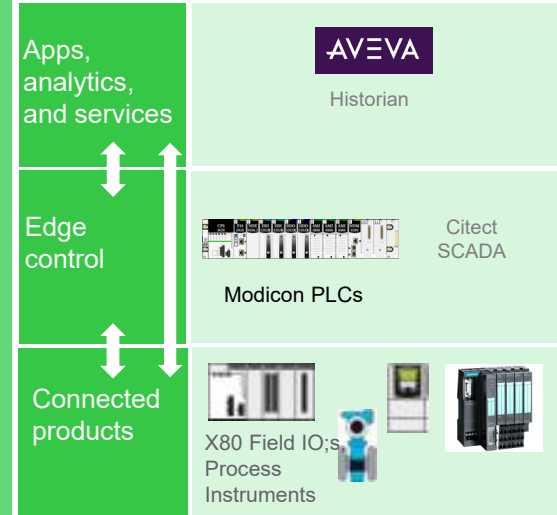 Apps,
analytics,
and services
AVEVA
Historian
Edge
control
Modicon PLCs
Citect
SCADA
Connected
products
X80 Field IO;s,
Process
Instruments